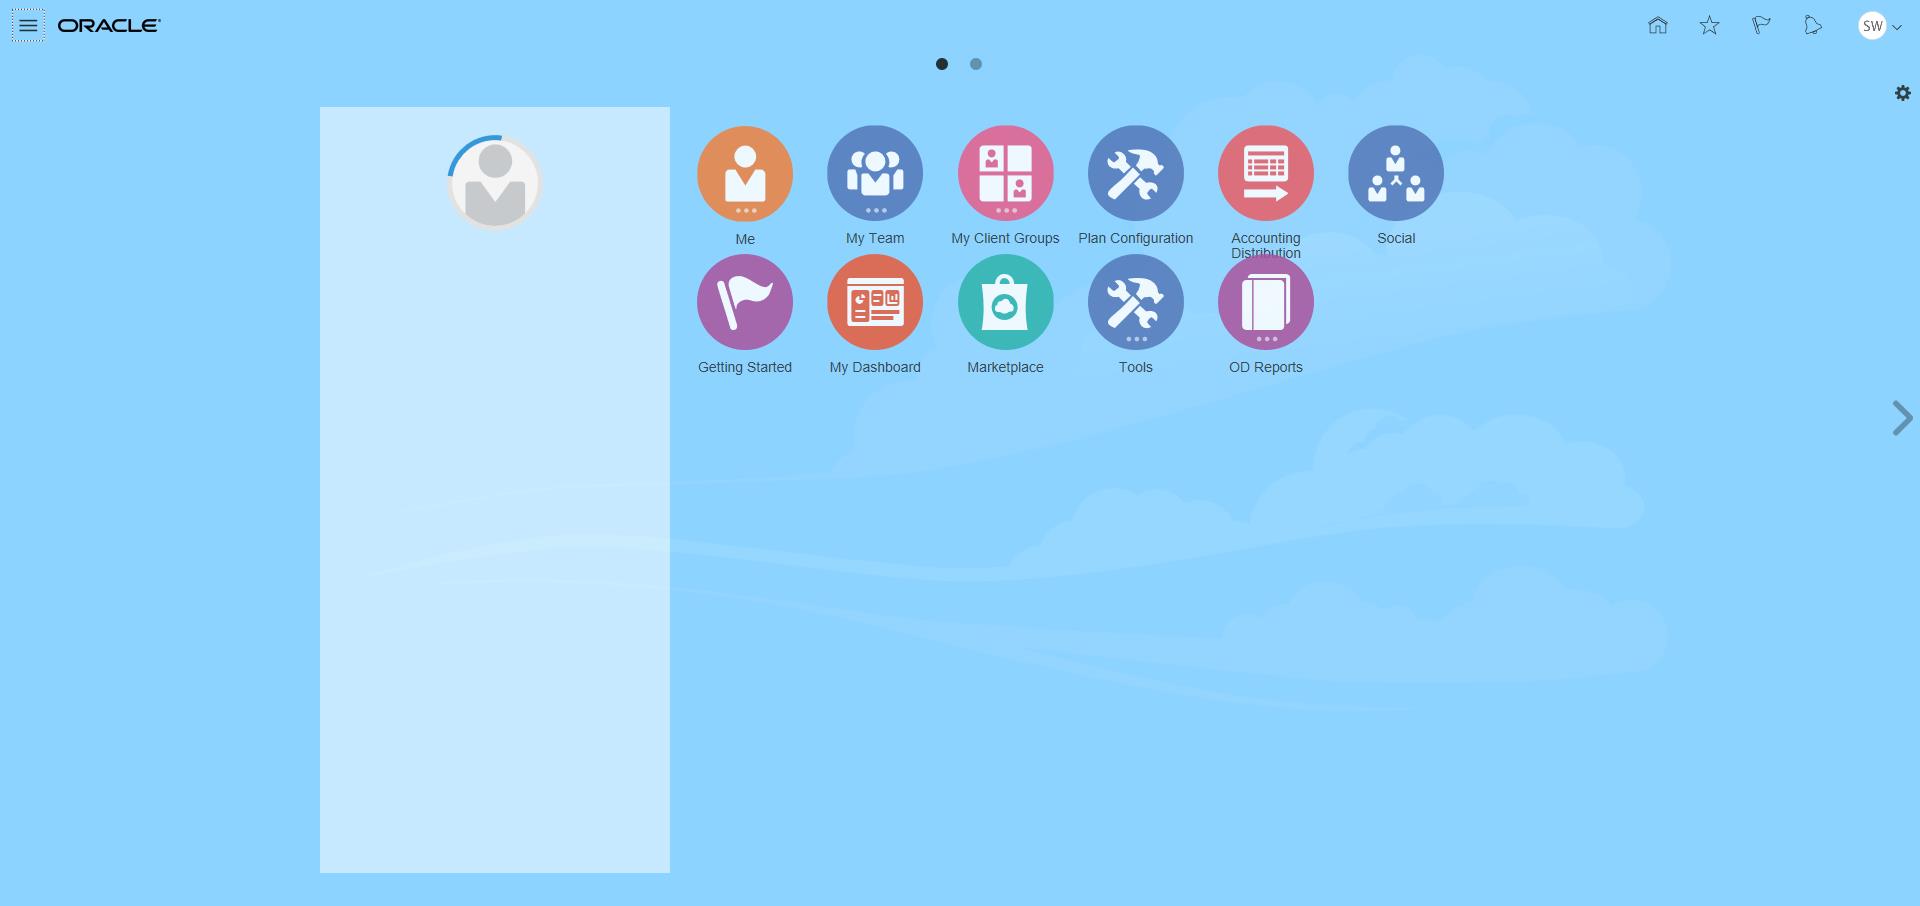 ORACLE
SW
Me
My Team
My Client Groups
Plan Configuration
Accounting
Distribution
Social
Getting Started
My Dashboard
Marketplace
Tools
OD Reports